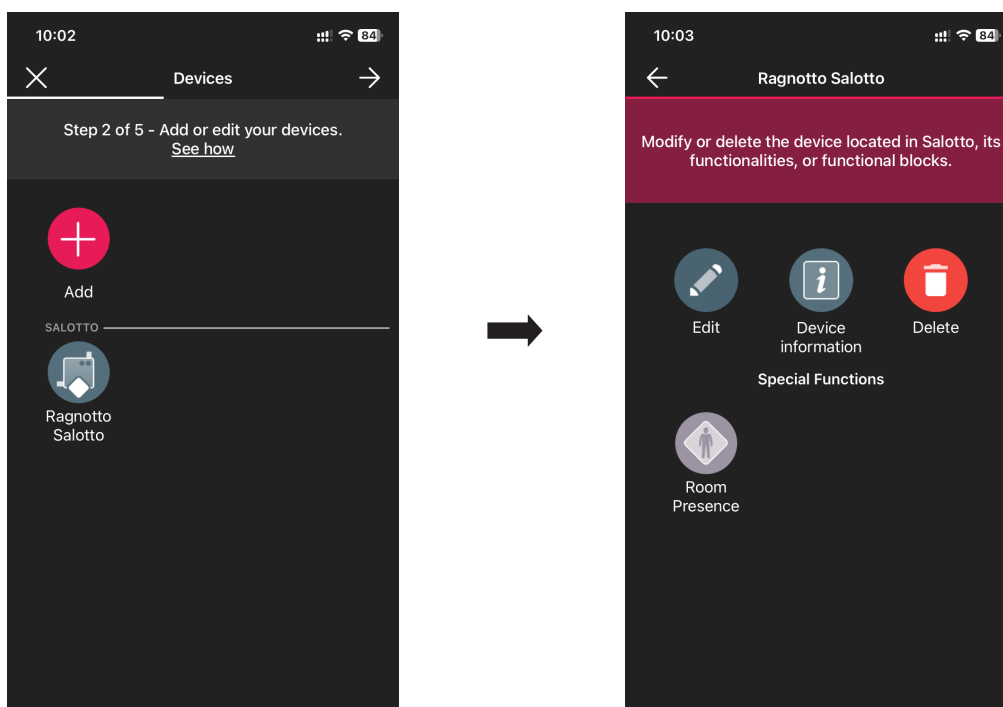 10:02
84
Devices
Step 2 of 5 - Add or edit your devices.
See how
Add
SALOTTO
Ragnotto
Salotto
10:03
84
Ragnotto Salotto
Modify or delete the device located in Salotto, its
functionalities, or functional blocks.
Edit
Device
information
Delete
Special Functions
Room
Presence